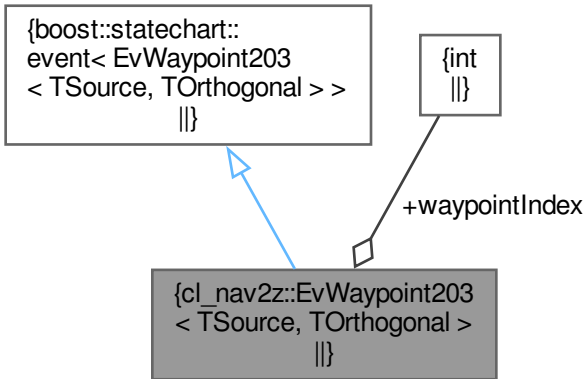 {boost::statechart::
event< EvWaypoint203
< TSource, TOrthogonal > >
||}
{int
||}
+waypointIndex
{cl_nav2z::EvWaypoint203
< TSource, TOrthogonal >
||}